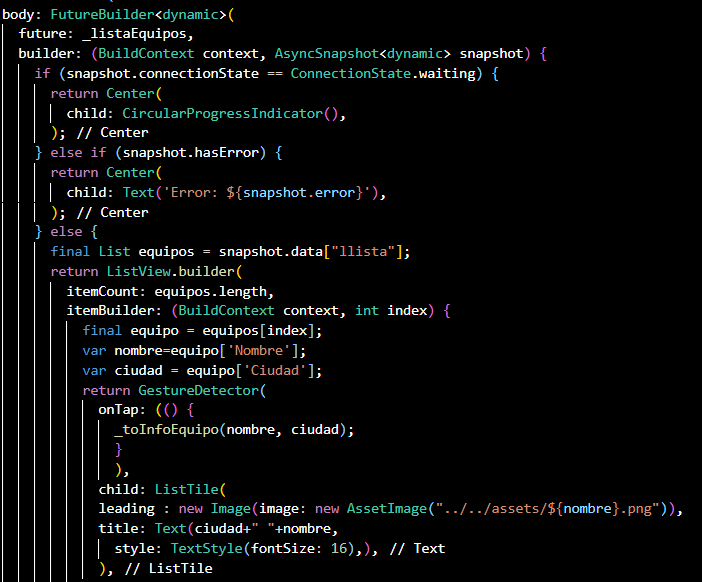 body: FutureBuilder<dynamic>(
  future: _listaEquipos,
  builder: (BuildContext context, AsyncSnapshot<dynamic> snapshot) {
    if (snapshot.connectionState == ConnectionState.waiting) {
      return Center(
        child: CircularProgressIndicator(),
      ); // Center
    } else if (snapshot.hasError) {
      return Center(
        child: Text('Error: ${snapshot.error}'),
      ); // Center
    } else {
      final List equipos = snapshot.data["llista"];
      return ListView.builder(
        itemCount: equipos.length,
        itemBuilder: (BuildContext context, int index) {
          final equipo = equipos[index];
          var nombre=equipo['Nombre'];
          var ciudad = equipo['Ciudad'];
          return GestureDetector(
            onTap: (() {
              _toInfoEquipo(nombre, ciudad);
              }
              ),
            child: ListTile(
            leading : new Image(image: new AssetImage("../../assets/${nombre}.png")),
            title: Text(ciudad+" "+nombre,
              style: TextStyle(fontSize: 16),), // Text
            ), // ListTile